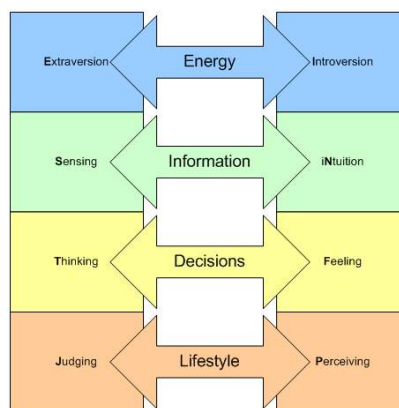 Extraversion Energy Introversion
Sensing Information iNtuition
Thinking Decisions Feeling
Judging Lifestyle Perceiving